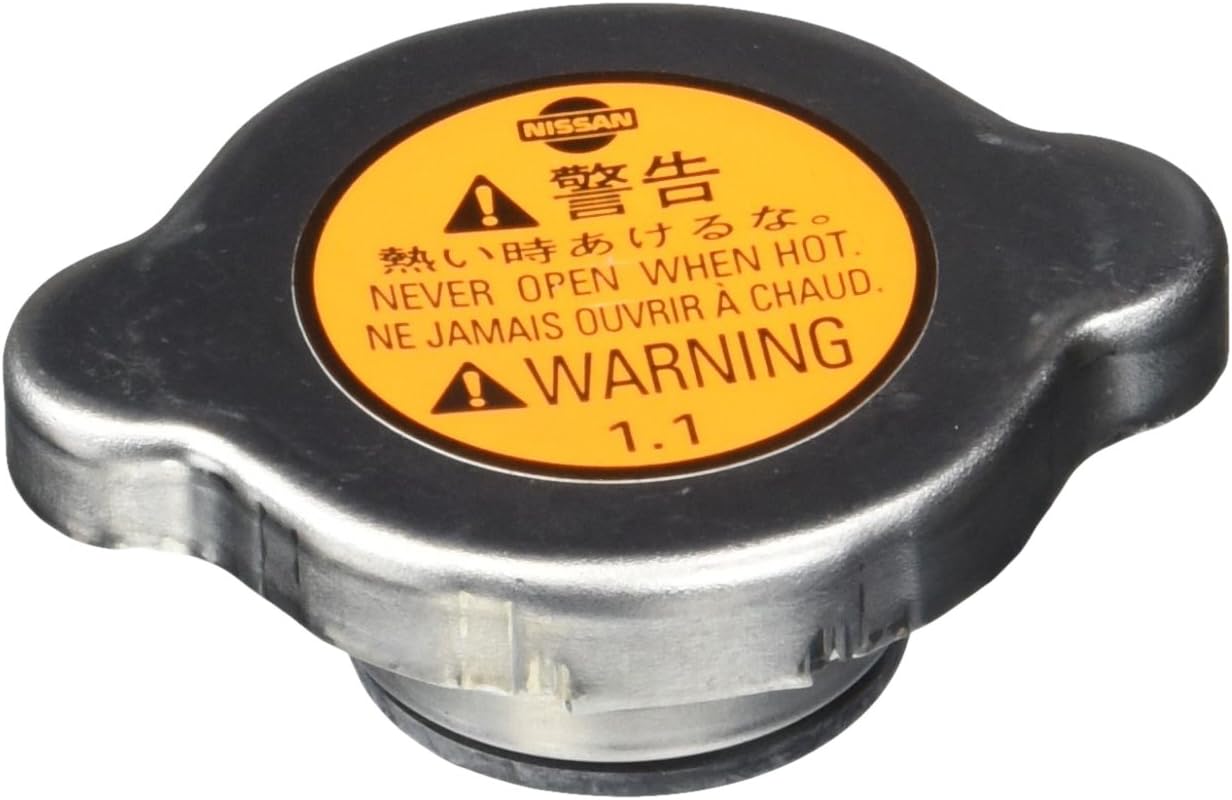 NISSAN
警告
熱い時あけるな。
NEVER OPEN WHEN HOT.
NE JAMAIS OUVRIR À CHAUD.
WARNING
1.1